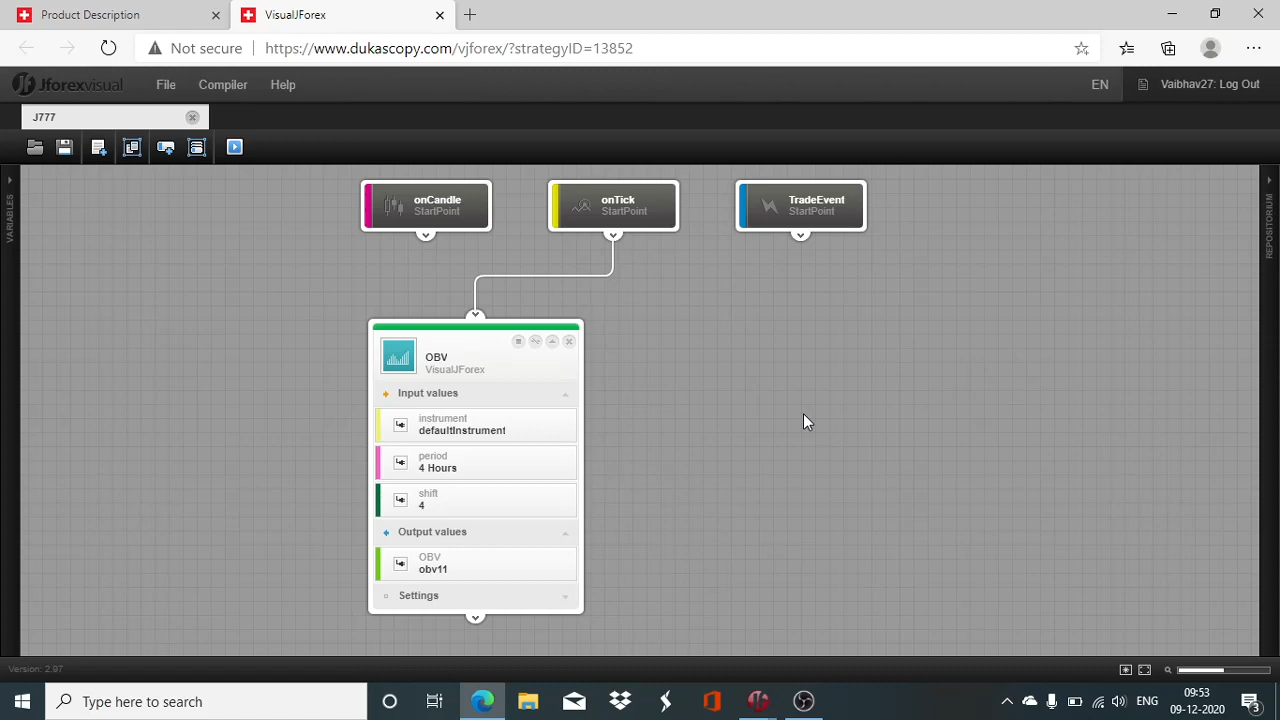 Product Description
VisualJForex
Not secure
https://www.dukascopy.com/vjforex/?strategyID=13852
Jforexvisual
File
Compiler
Help
EN
Vaibhav27: Log Out
J777
VARIABLES
onCandle
StartPoint
onTick
StartPoint
TradeEvent
StartPoint
REPOSITORIUM
OBV
VisualJForex
Input values
instrument
defaultInstrument
period
4 Hours
shift
4
Output values
OBV
obv11
Settings
Version: 2.97
Type here to search
ENG
09:53
09-12-2020
3